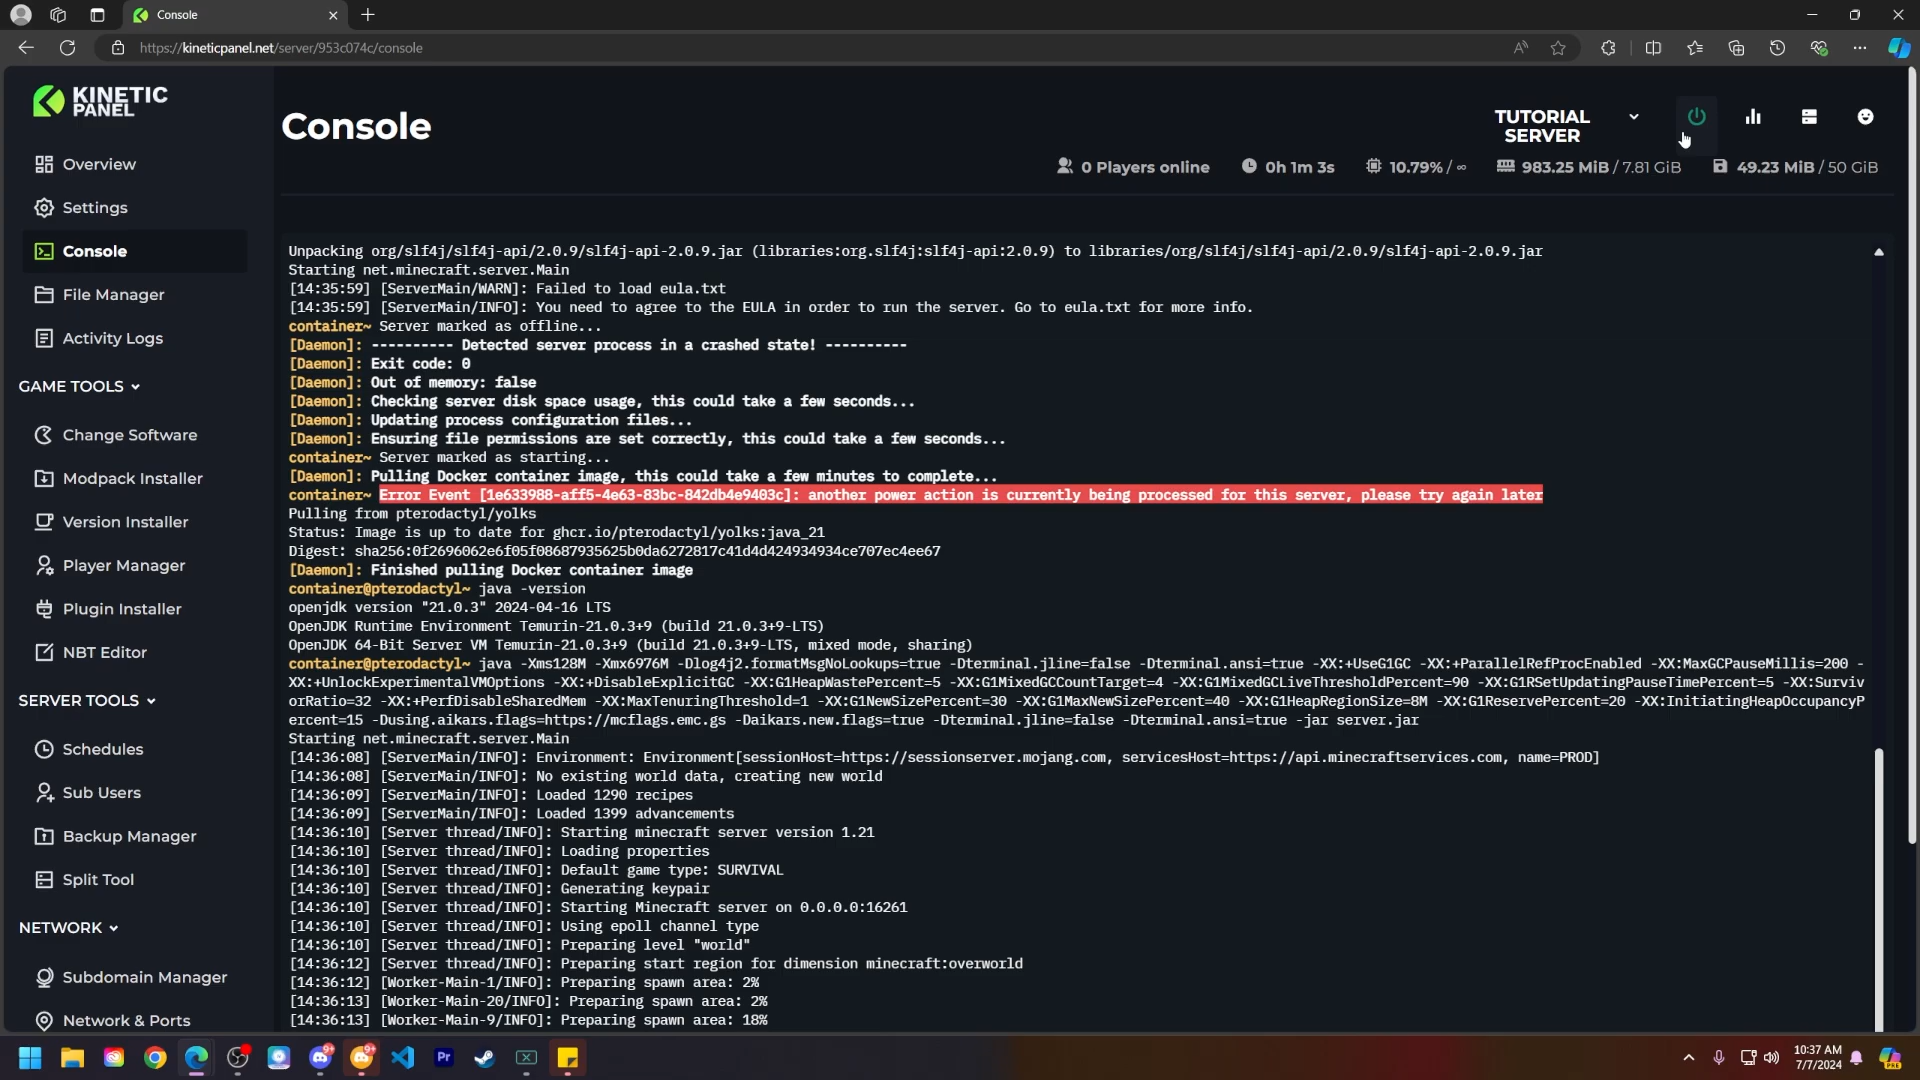 Console
https://kineticpanel.net/server/953c074c/console
KINETIC
PANEL
Console
TUTORIAL
SERVER
0 Players online
0h 1m 3s
10.79% / ∞
983.25 MiB / 7.81 GiB
49.23 MiB / 50 GiB
Overview
Settings
Console
File Manager
Activity Logs
GAME TOOLS
Change Software
Modpack Installer
Version Installer
Player Manager
Plugin Installer
NBT Editor
SERVER TOOLS
Schedules
Sub Users
Backup Manager
Split Tool
NETWORK
Subdomain Manager
Network & Ports
Unpacking org/slf4j/slf4j-api/2.0.9/slf4j-api-2.0.9.jar (libraries:org.slf4j:slf4j-api:2.0.9) to libraries/org/slf4j/slf4j-api/2.0.9/slf4j-api-2.0.9.jar
Starting net.minecraft.server.Main
[14:35:59] [ServerMain/WARN]: Failed to load eula.txt
[14:35:59] [ServerMain/INFO]: You need to agree to the EULA in order to run the server. Go to eula.txt for more info.
container~ Server marked as offline...
[Daemon]: ---------- Detected server process in a crashed state! ----------
[Daemon]: Exit code: 0
[Daemon]: Out of memory: false
[Daemon]: Checking server disk space usage, this could take a few seconds...
[Daemon]: Updating process configuration files...
[Daemon]: Ensuring file permissions are set correctly, this could take a few seconds...
container~ Server marked as starting...
[Daemon]: Pulling Docker container image, this could take a few minutes to complete...
container~ Error Event [1e633988-aff5-4e63-83bc-842db4e9403c]: another power action is currently being processed for this server, please try again later
Pulling from pterodactyl/yolks
Status: Image is up to date for ghcr.io/pterodactyl/yolks:java_21
Digest: sha256:0f2696062e6f05f08687935625b0da6272817c41d4d424934934ce707ec4ee67
[Daemon]: Finished pulling Docker container image
container@pterodactyl~ java -version
openjdk version "21.0.3" 2024-04-16 LTS
OpenJDK Runtime Environment Temurin-21.0.3+9 (build 21.0.3+9-LTS)
OpenJDK 64-Bit Server VM Temurin-21.0.3+9 (build 21.0.3+9-LTS, mixed mode, sharing)
container@pterodactyl~ java -Xms128M -Xmx6976M -Dlog4j2.formatMsgNoLookups=true -Dterminal.jline=false -Dterminal.ansi=true -XX:+UseG1GC -XX:+ParallelRefProcEnabled -XX:MaxGCPauseMillis=200 -
XX:+UnlockExperimentalVMOptions -XX:+DisableExplicitGC -XX:G1HeapWastePercent=5 -XX:G1MixedGCCountTarget=4 -XX:G1MixedGCLiveThresholdPercent=90 -XX:G1RSetUpdatingPauseTimePercent=5 -XX:Surviv
orRatio=32 -XX:+PerfDisableSharedMem -XX:MaxTenuringThreshold=1 -XX:G1NewSizePercent=30 -XX:G1MaxNewSizePercent=40 -XX:G1HeapRegionSize=8M -XX:G1ReservePercent=20 -XX:InitiatingHeapOccupancyP
ercent=15 -Dusing.aikars.flags=https://mcflags.emc.gs -Daikars.new.flags=true -Dterminal.jline=false -Dterminal.ansi=true -jar server.jar
Starting net.minecraft.server.Main
[14:36:08] [ServerMain/INFO]: Environment: Environment[sessionHost=https://sessionserver.mojang.com, servicesHost=https://api.minecraftservices.com, name=PROD]
[14:36:08] [ServerMain/INFO]: No existing world data, creating new world
[14:36:09] [ServerMain/INFO]: Loaded 1290 recipes
[14:36:09] [ServerMain/INFO]: Loaded 1399 advancements
[14:36:10] [Server thread/INFO]: Starting minecraft server version 1.21
[14:36:10] [Server thread/INFO]: Loading properties
[14:36:10] [Server thread/INFO]: Default game type: SURVIVAL
[14:36:10] [Server thread/INFO]: Generating keypair
[14:36:10] [Server thread/INFO]: Starting Minecraft server on 0.0.0.0:16261
[14:36:10] [Server thread/INFO]: Using epoll channel type
[14:36:10] [Server thread/INFO]: Preparing level "world"
[14:36:12] [Server thread/INFO]: Preparing start region for dimension minecraft:overworld
[14:36:12] [Worker-Main-1/INFO]: Preparing spawn area: 2%
[14:36:13] [Worker-Main-20/INFO]: Preparing spawn area: 2%
[14:36:13] [Worker-Main-9/INFO]: Preparing spawn area: 18%
9+
9+
Pr
10:37 AM
7/7/2024
PRE